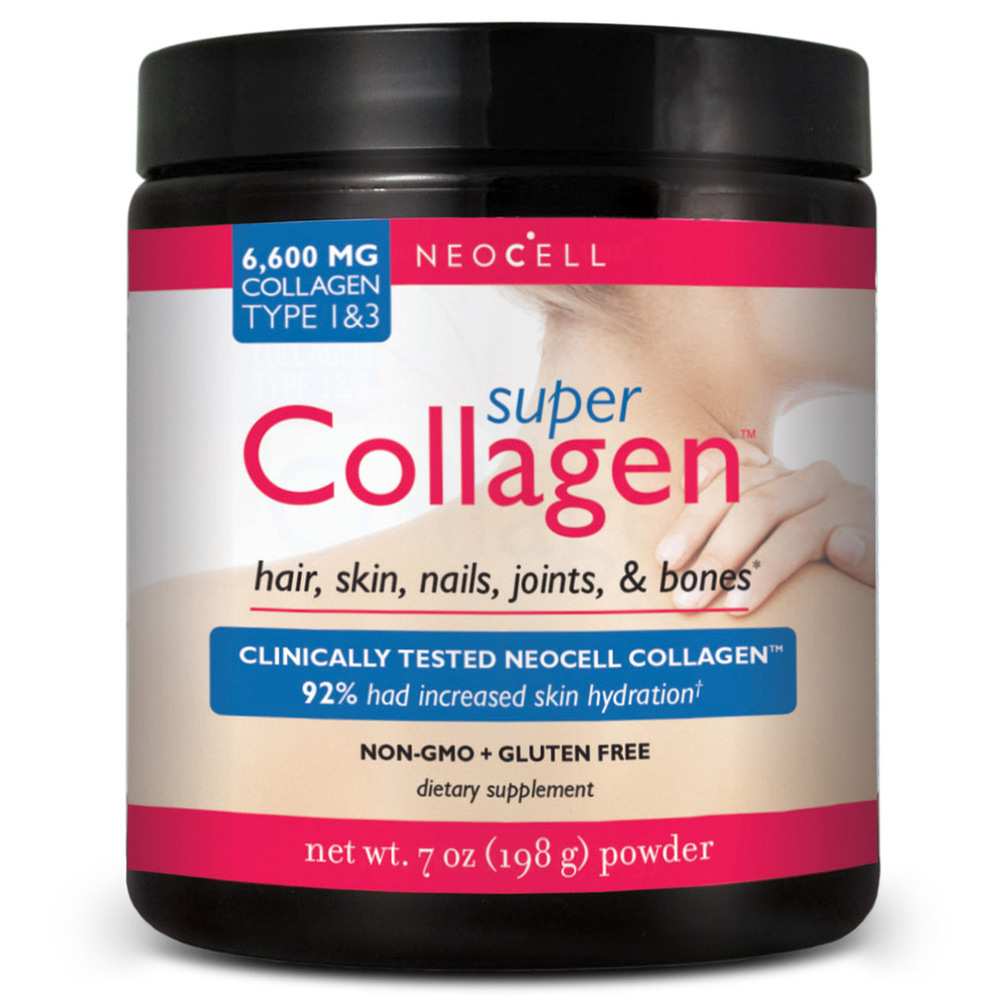 6,600 MG
COLLAGEN
TYPE 1&3
NEOCELL
super
Collagen™
hair, skin, nails, joints, & bones*
CLINICALLY TESTED NEOCELL COLLAGEN™
92% had increased skin hydration†
NON-GMO + GLUTEN FREE
dietary supplement
net wt. 7 oz (198 g) powder